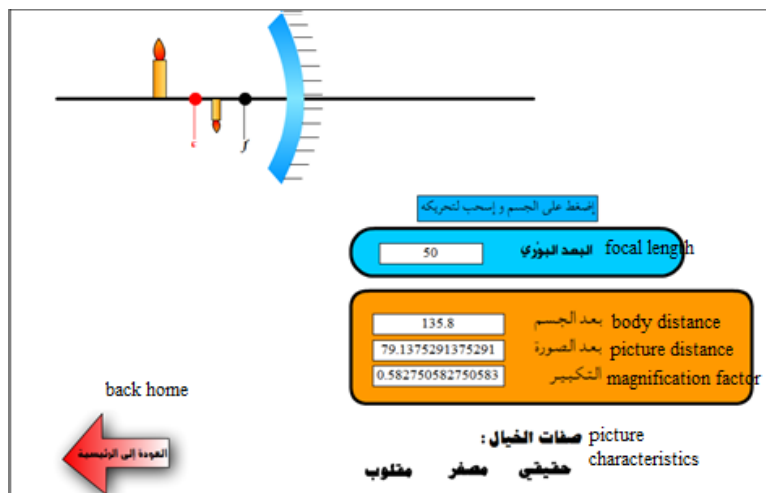 c
f
إضغط على الجسم و إسحب لتحريكه
البعد البؤري focal length
50
بعد الجسم body distance
135.8
بعد الصورة picture distance
79.1375291375291
التكبير magnification factor
0.582750582750583
back home
العودة إلى الرئيسية
صفات الخيال : picture
characteristics
حقيقي مصغر مقلوب